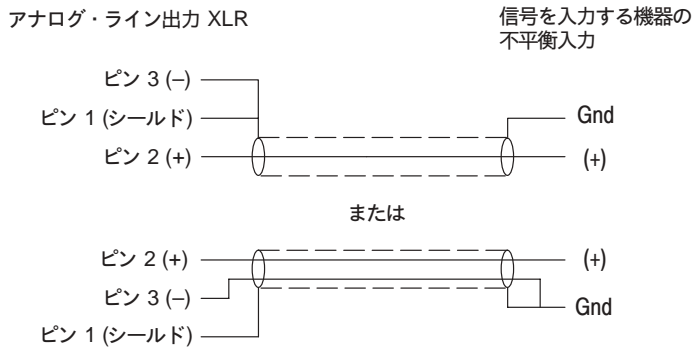 アナログ・ライン出力 XLR
信号を入力する機器の
不平衡入力
ピン 3 (–)
ピン 1 (シールド)
Gnd
ピン 2 (+)
(+)
または
ピン 2 (+)
(+)
ピン 3 (–)
Gnd
ピン 1 (シールド)